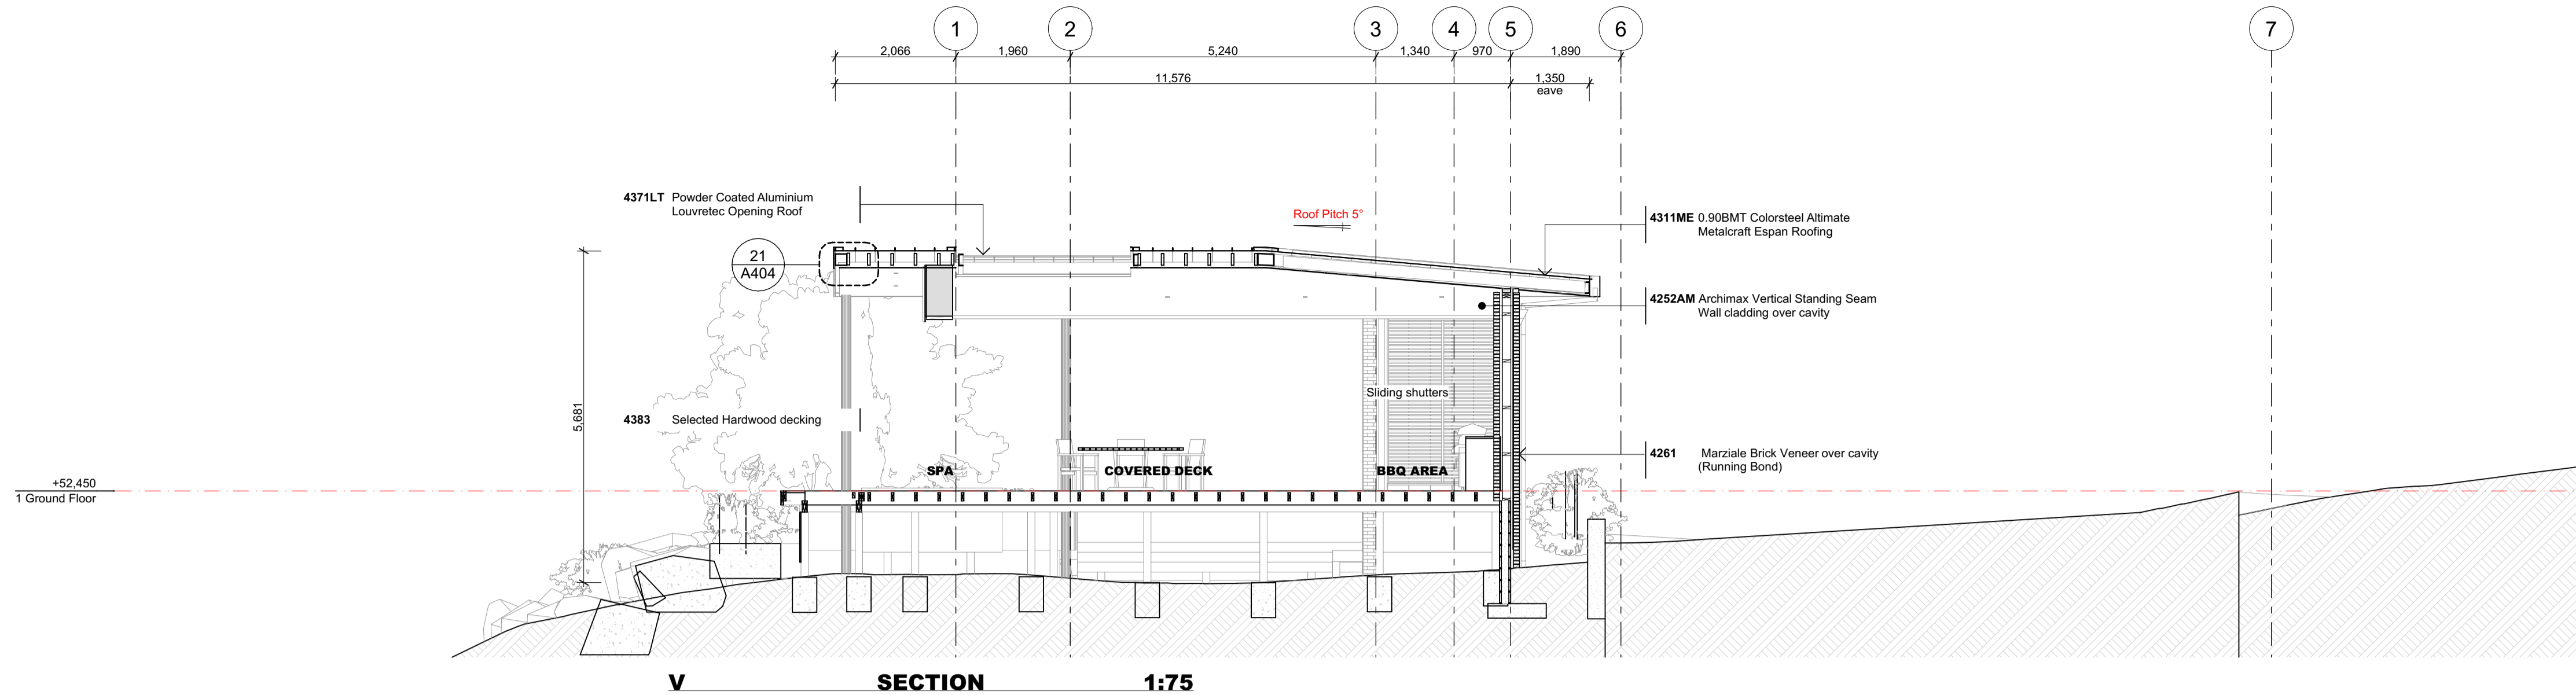 1 2 3 4 5 6 7
2,066 1,960 5,240 1,340 970 1,890
11,576 1,350
eave
4371LT Powder Coated Aluminium
Louvretec Opening Roof
Roof Pitch 5°
4311ME 0.90BMT Colorsteel Altimate
Metalcraft Espan Roofing
21
A404
4252AM Archimax Vertical Standing Seam
Wall cladding over cavity
Sliding shutters
5,681
4383 Selected Hardwood decking
4261 Marziale Brick Veneer over cavity
(Running Bond)
SPA COVERED DECK BBQ AREA
+52,450
1 Ground Floor
V SECTION 1:75